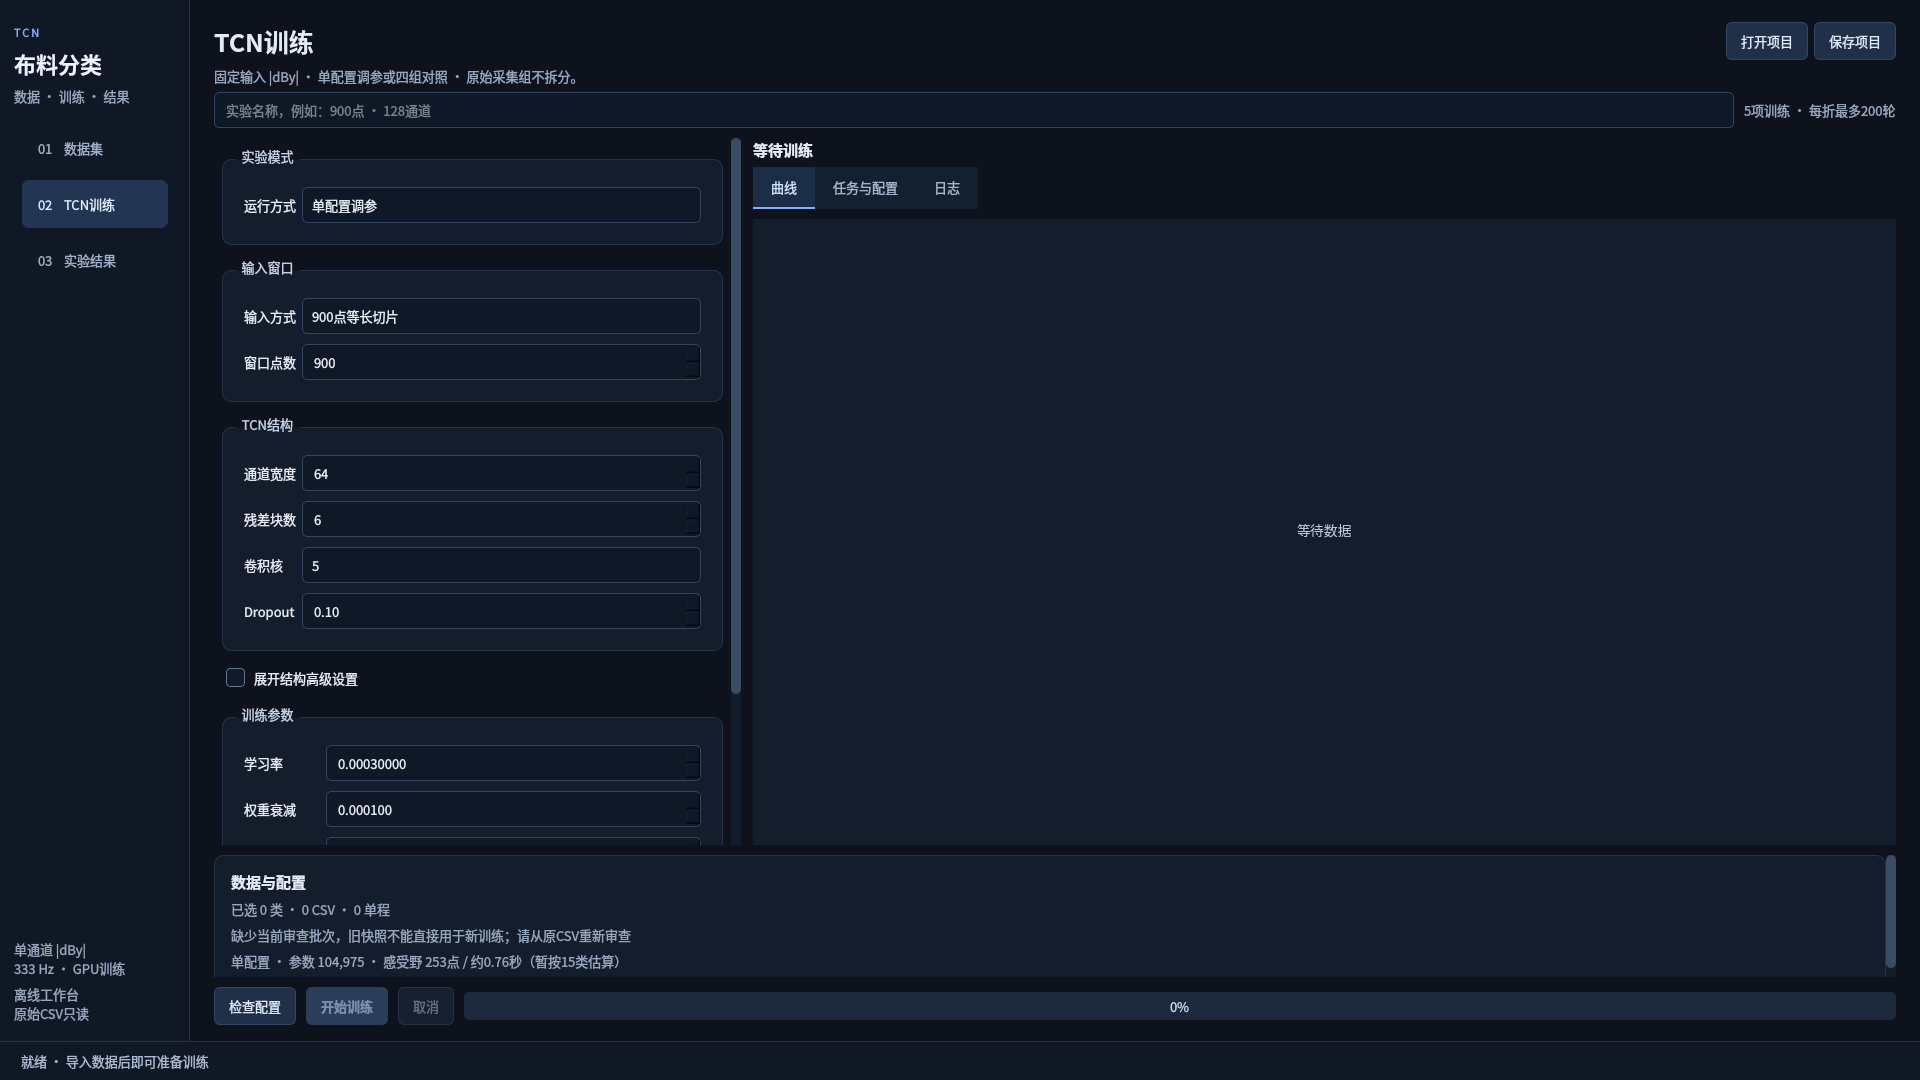 TCN
布料分类
数据 · 训练 · 结果
01 数据集
02 TCN训练
03 实验结果
单通道 |dBy|
333 Hz · GPU训练
离线工作台
原始CSV只读
TCN训练
打开项目
保存项目
固定输入 |dBy| · 单配置调参或四组对照 · 原始采集组不拆分。
实验名称，例如：900点 · 128通道
5项训练 · 每折最多200轮
实验模式
运行方式 单配置调参
输入窗口
输入方式 900点等长切片
窗口点数 900
TCN结构
通道宽度 64
残差块数 6
卷积核 5
Dropout 0.10
展开结构高级设置
训练参数
学习率 0.00030000
权重衰减 0.000100
等待训练
曲线 任务与配置 日志
等待数据
数据与配置
已选 0 类 · 0 CSV · 0 单程
缺少当前审查批次，旧快照不能直接用于新训练；请从原CSV重新审查
单配置 · 参数 104,975 · 感受野 253点 / 约0.76秒（暂按15类估算）
检查配置 开始训练 取消 0%
就绪 · 导入数据后即可准备训练